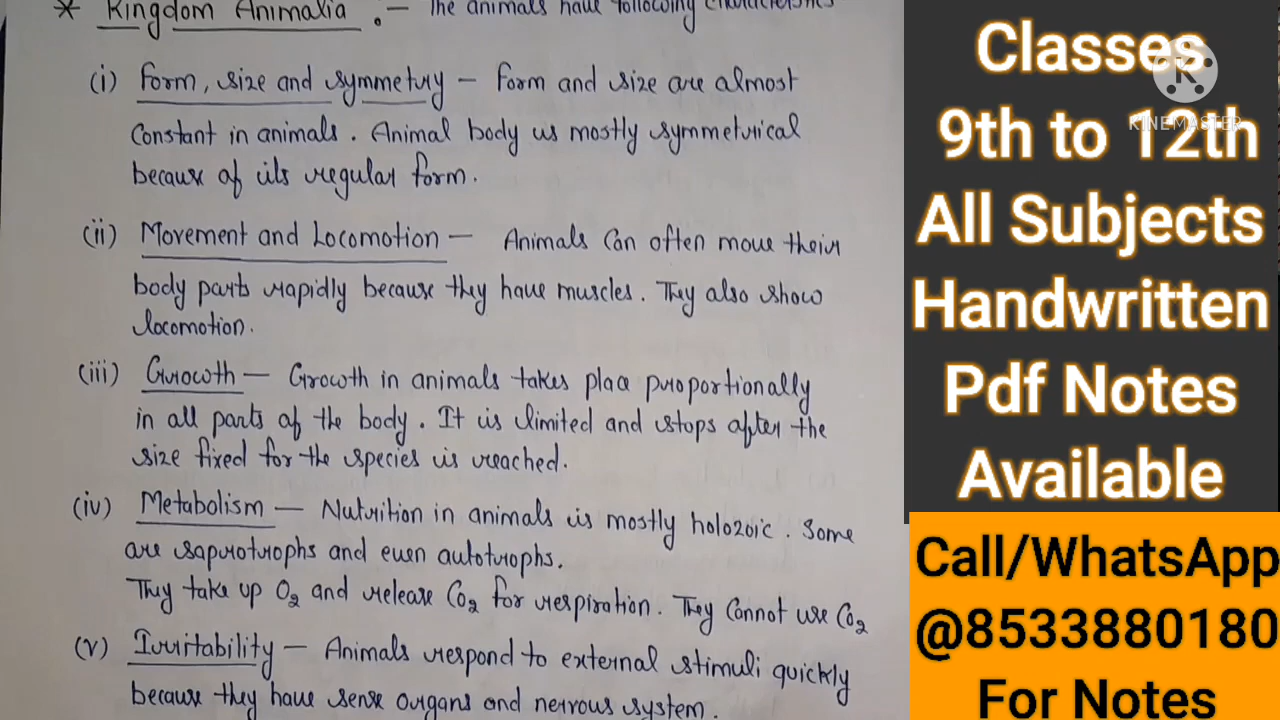 * Kingdom Animalia :- The animals have following characteristics
(i) Form, size and symmetry - Form and size are almost
constant in animals. Animal body is mostly symmetrical
because of its regular form.
(ii) Movement and Locomotion - Animals can often move their
body parts rapidly because they have muscles. They also show
locomotion.
(iii) Growth - Growth in animals takes place proportionally
in all parts of the body. It is limited and stops after the
size fixed for the species is reached.
(iv) Metabolism - Nutrition in animals is mostly holozoic. Some
are saprotrophs and even autotrophs.
They take up O2 and release CO2 for respiration. They cannot use CO2
(v) Irritability - Animals respond to external stimuli quickly
because they have sense organs and nervous system.
Classes
9th to 12th
All Subjects
Handwritten
Pdf Notes
Available
Call/WhatsApp
@8533880180
For Notes
K
KINEMASTER